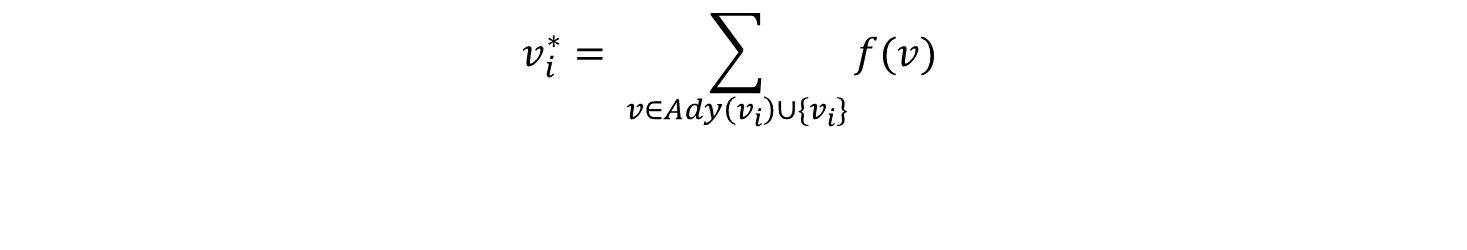 v_i^* = \sum_{v \in Ady(v_i) \cup \{v_i\}} f(v)